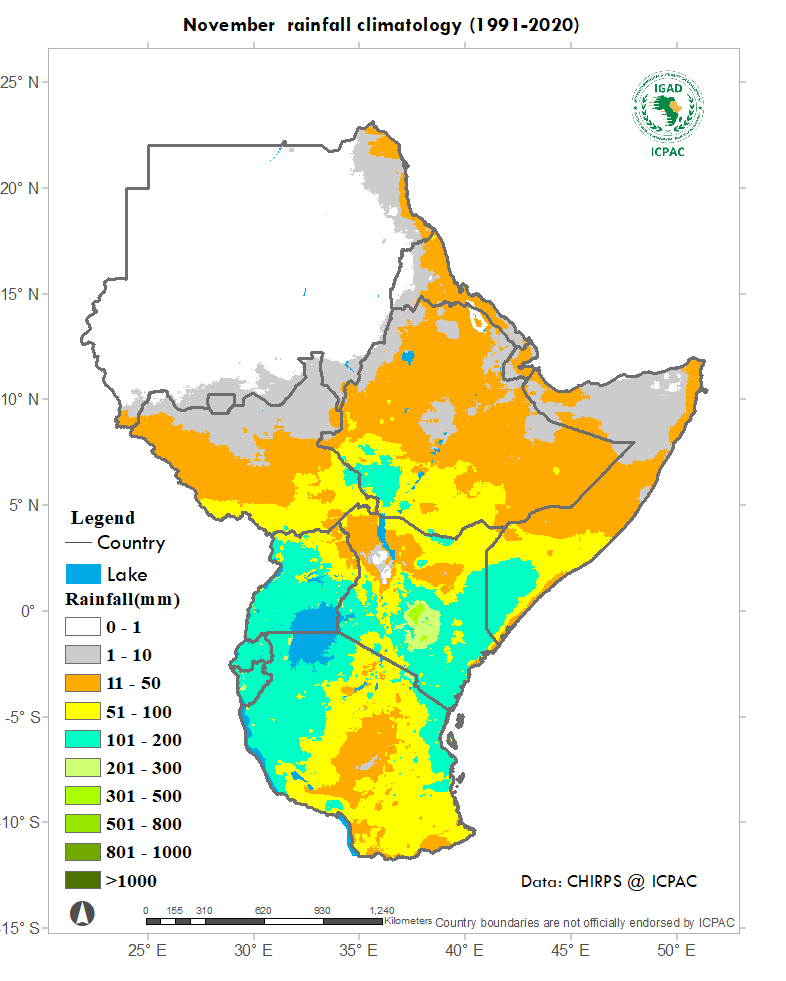 November rainfall climatology (1991-2020)
25° N
20° N
15° N
10° N
5° N
0°
-5° S
-10° S
-15° S
IGAD
ICPAC
Legend
Country
Lake
Rainfall(mm)
0 - 1
1 - 10
11 - 50
51 - 100
101 - 200
201 - 300
301 - 500
501 - 800
801 - 1000
>1000
Data: CHIRPS @ ICPAC
0 155 310 620 930 1,240
Kilometers
Country boundaries are not officially endorsed by ICPAC
25° E 30° E 35° E 40° E 45° E 50° E